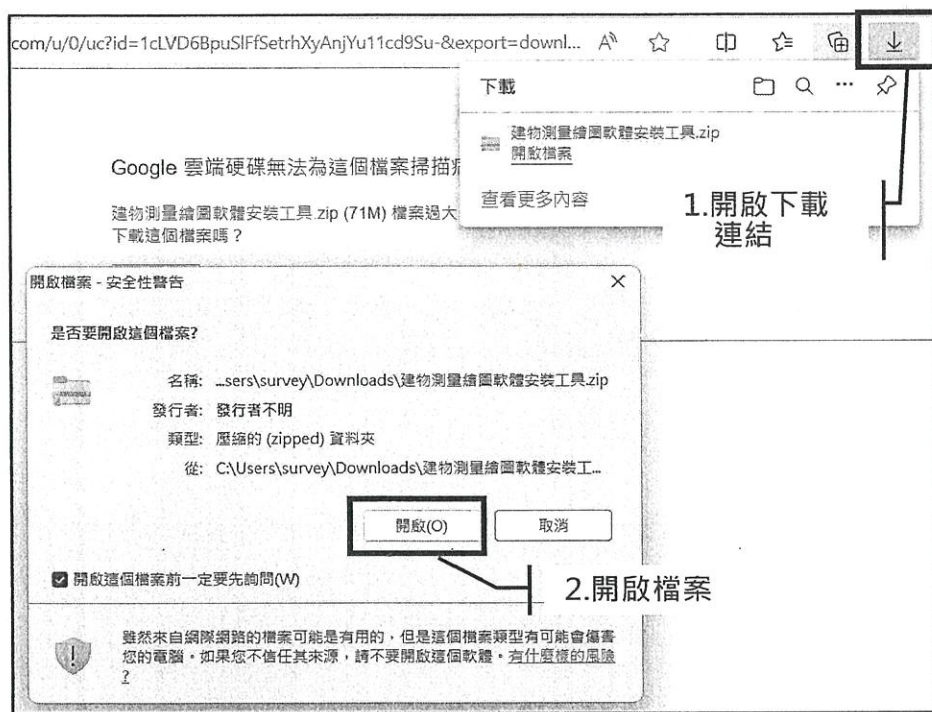 com/u/0/uc?id=1cLVD6BpuSlFfSetrhXyAnjYu11cd9Su-&export=downl...
下載
建物測量繪圖軟體安裝工具.zip
開啟檔案
查看更多內容
1.開啟下載
連結
Google 雲端硬碟無法為這個檔案掃描
建物測量繪圖軟體安裝工具.zip (71M) 檔案過大
下載這個檔案嗎？
開啟檔案 - 安全性警告
是否要開啟這個檔案?
名稱: ...sers\survey\Downloads\建物測量繪圖軟體安裝工具.zip
發行者: 發行者不明
類型: 壓縮的 (zipped) 資料夾
從: C:\Users\survey\Downloads\建物測量繪圖軟體安裝工...
開啟(O)
取消
開啟這個檔案前一定要先詢問(W)
2.開啟檔案
雖然來自網際網路的檔案可能是有用的，但是這個檔案類型有可能會傷害
您的電腦。如果您不信任其來源，請不要開啟這個軟體。有什麼樣的風險
?